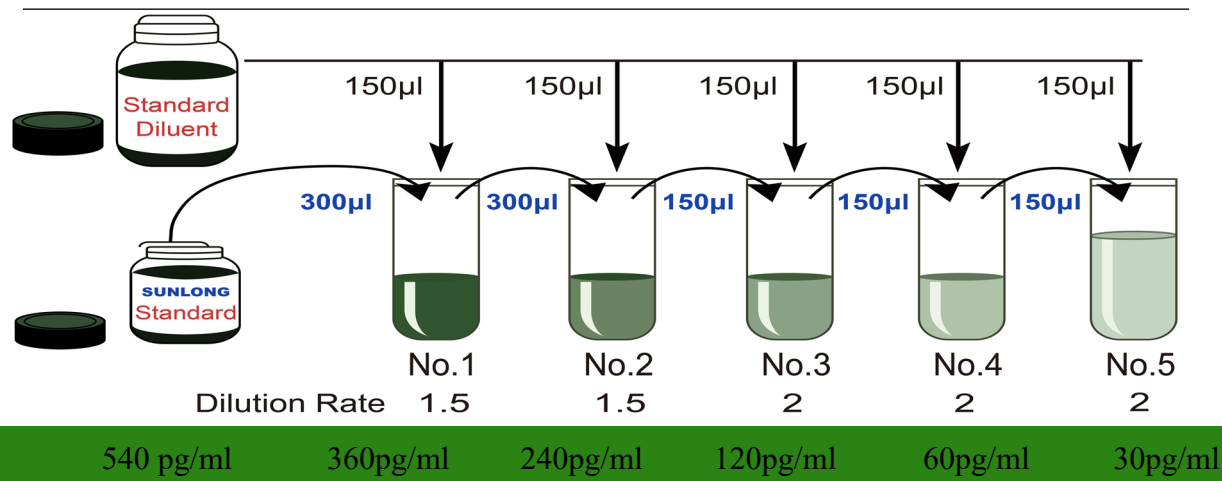 150µl 150µl 150µl 150µl 150µl
Standard
Diluent
300µl 300µl 150µl 150µl 150µl
SUNLONG
Standard
No.1 No.2 No.3 No.4 No.5
Dilution Rate 1.5 1.5 2 2 2
540 pg/ml 360pg/ml 240pg/ml 120pg/ml 60pg/ml 30pg/ml